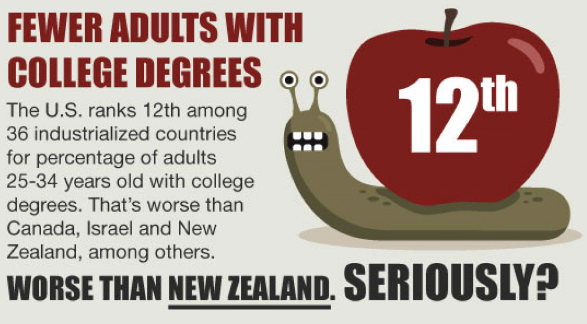 FEWER ADULTS WITH
COLLEGE DEGREES
The U.S. ranks 12th among
36 industrialized countries
for percentage of adults
25-34 years old with college
degrees. That's worse than
Canada, Israel and New
Zealand, among others.
12th
WORSE THAN NEW ZEALAND. SERIOUSLY?